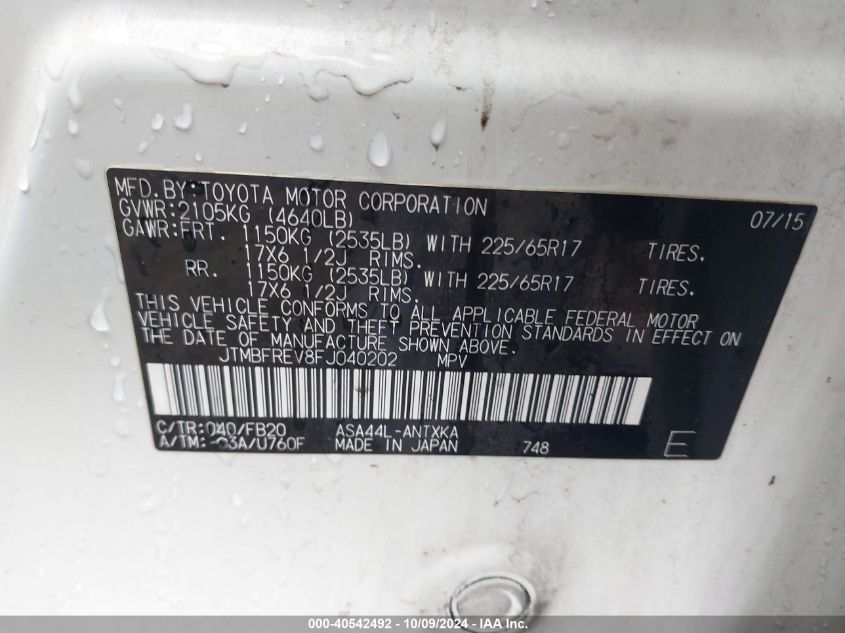 MFD.BY:TOYOTA MOTOR CORPORATION 07/15
GVWR:2105KG (4640LB)
GAWR:FRT. 1150KG (2535LB) WITH 225/65R17 TIRES.
17X6 1/2J RIMS.
RR. 1150KG (2535LB) WITH 225/65R17 TIRES.
17X6 1/2J RIMS.
THIS VEHICLE CONFORMS TO ALL APPLICABLE FEDERAL MOTOR
VEHICLE SAFETY AND THEFT PREVENTION STANDARDS IN EFFECT ON
THE DATE OF MANUFACTURE SHOWN ABOVE.
JTMBFREV8FJ040202 MPV
C/TR:040/FB20 ASA44L-ANTXKA
A/TM:-03A/U760F MADE IN JAPAN 748 E
000-40542492 - 10/09/2024 - IAA Inc.